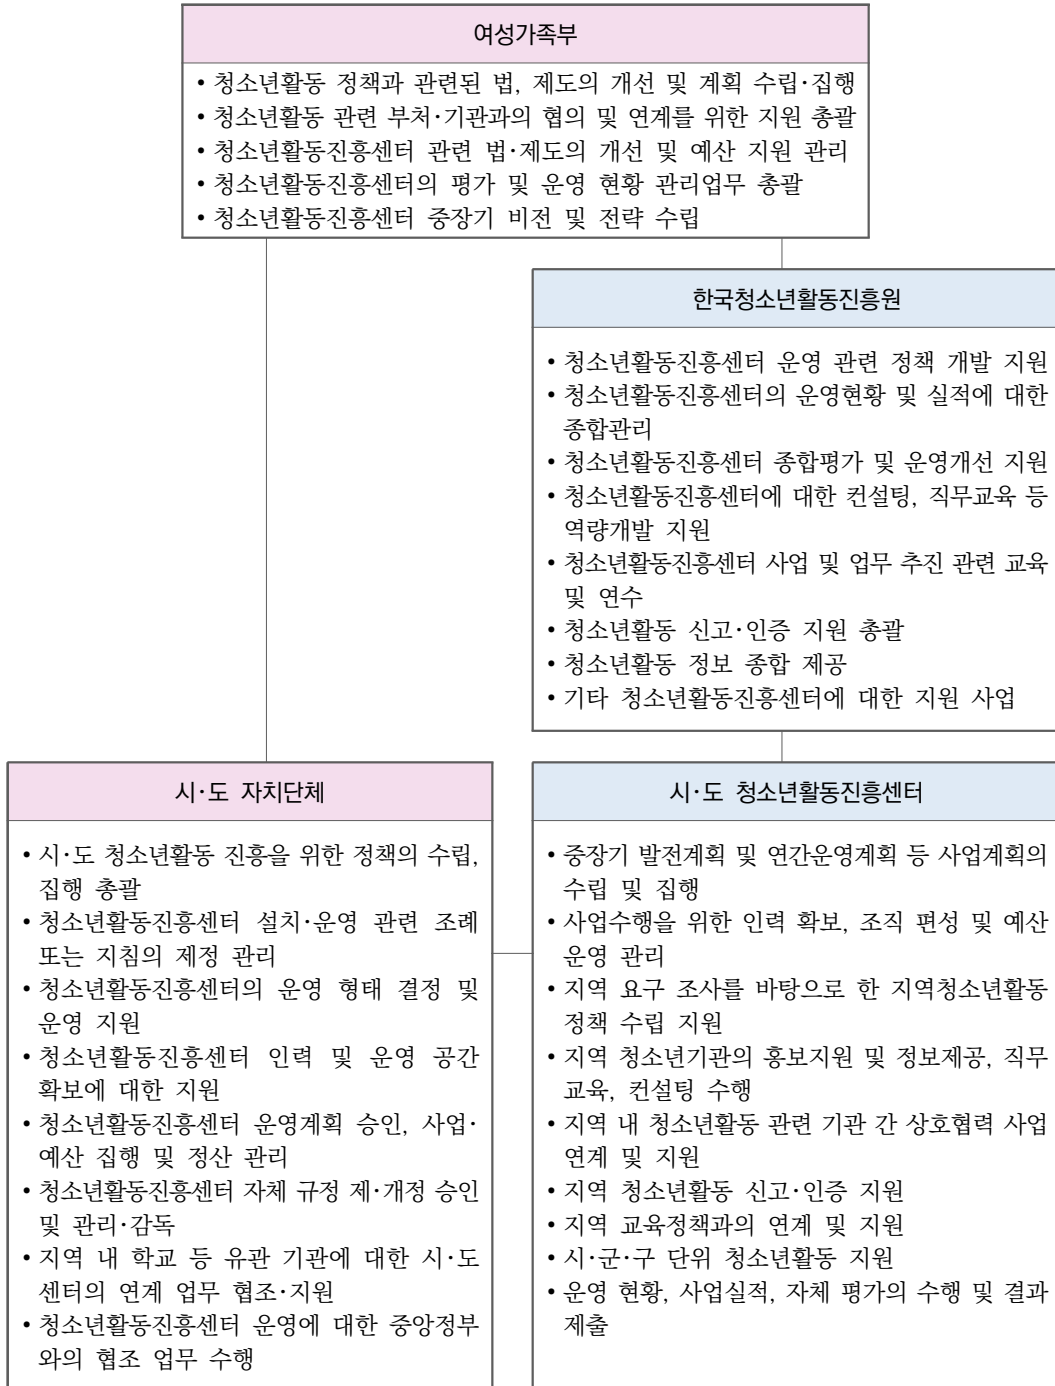 여성가족부
• 청소년활동 정책과 관련된 법, 제도의 개선 및 계획 수립·집행
• 청소년활동 관련 부처·기관과의 협의 및 연계를 위한 지원 총괄
• 청소년활동진흥센터 관련 법·제도의 개선 및 예산 지원 관리
• 청소년활동진흥센터의 평가 및 운영 현황 관리업무 총괄
• 청소년활동진흥센터 중장기 비전 및 전략 수립
한국청소년활동진흥원
• 청소년활동진흥센터 운영 관련 정책 개발 지원
• 청소년활동진흥센터의 운영현황 및 실적에 대한
종합관리
• 청소년활동진흥센터 종합평가 및 운영개선 지원
• 청소년활동진흥센터에 대한 컨설팅, 직무교육 등
역량개발 지원
• 청소년활동진흥센터 사업 및 업무 추진 관련 교육
및 연수
• 청소년활동 신고·인증 지원 총괄
• 청소년활동 정보 종합 제공
• 기타 청소년활동진흥센터에 대한 지원 사업
시·도 자치단체
• 시·도 청소년활동 진흥을 위한 정책의 수립,
집행 총괄
• 청소년활동진흥센터 설치·운영 관련 조례
또는 지침의 제정 관리
• 청소년활동진흥센터의 운영 형태 결정 및
운영 지원
• 청소년활동진흥센터 인력 및 운영 공간
확보에 대한 지원
• 청소년활동진흥센터 운영계획 승인, 사업·
예산 집행 및 정산 관리
• 청소년활동진흥센터 자체 규정 제·개정 승인
및 관리·감독
• 지역 내 학교 등 유관 기관에 대한 시·도
센터의 연계 업무 협조·지원
• 청소년활동진흥센터 운영에 대한 중앙정부
와의 협조 업무 수행
시·도 청소년활동진흥센터
• 중장기 발전계획 및 연간운영계획 등 사업계획의
수립 및 집행
• 사업수행을 위한 인력 확보, 조직 편성 및 예산
운영 관리
• 지역 요구 조사를 바탕으로 한 지역청소년활동
정책 수립 지원
• 지역 청소년기관의 홍보지원 및 정보제공, 직무
교육, 컨설팅 수행
• 지역 내 청소년활동 관련 기관 간 상호협력 사업
연계 및 지원
• 지역 청소년활동 신고·인증 지원
• 지역 교육정책과의 연계 및 지원
• 시·군·구 단위 청소년활동 지원
• 운영 현황, 사업실적, 자체 평가의 수행 및 결과
제출